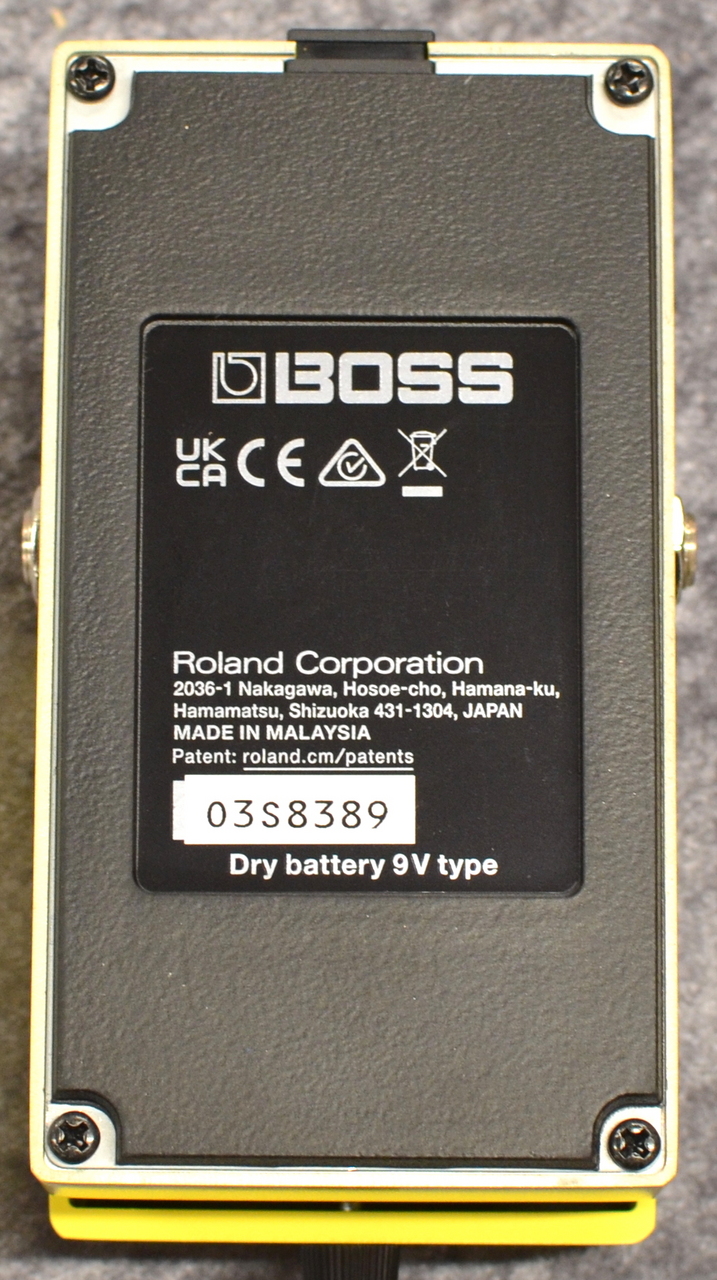 BOSS
UK
CA CE
Roland Corporation
2036-1 Nakagawa, Hosoe-cho, Hamana-ku,
Hamamatsu, Shizuoka 431-1304, JAPAN
MADE IN MALAYSIA
Patent: roland.cm/patents
03S8389
Dry battery 9V type